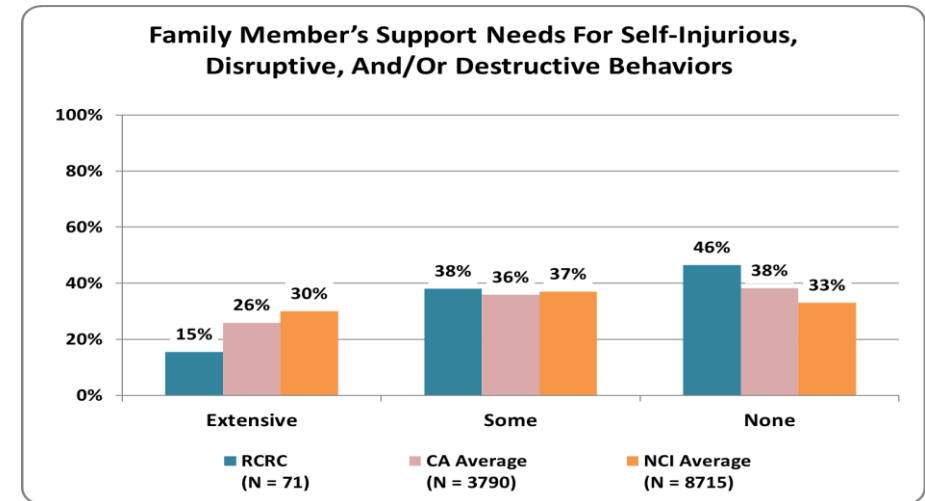 Family Member’s Support Needs For Self-Injurious,
Disruptive, And/Or Destructive Behaviors
100%
80%
60%
40%
20%
0%
15%
26%
30%
38%
36%
37%
46%
38%
33%
Extensive
Some
None
RCRC
(N = 71)
CA Average
(N = 3790)
NCI Average
(N = 8715)